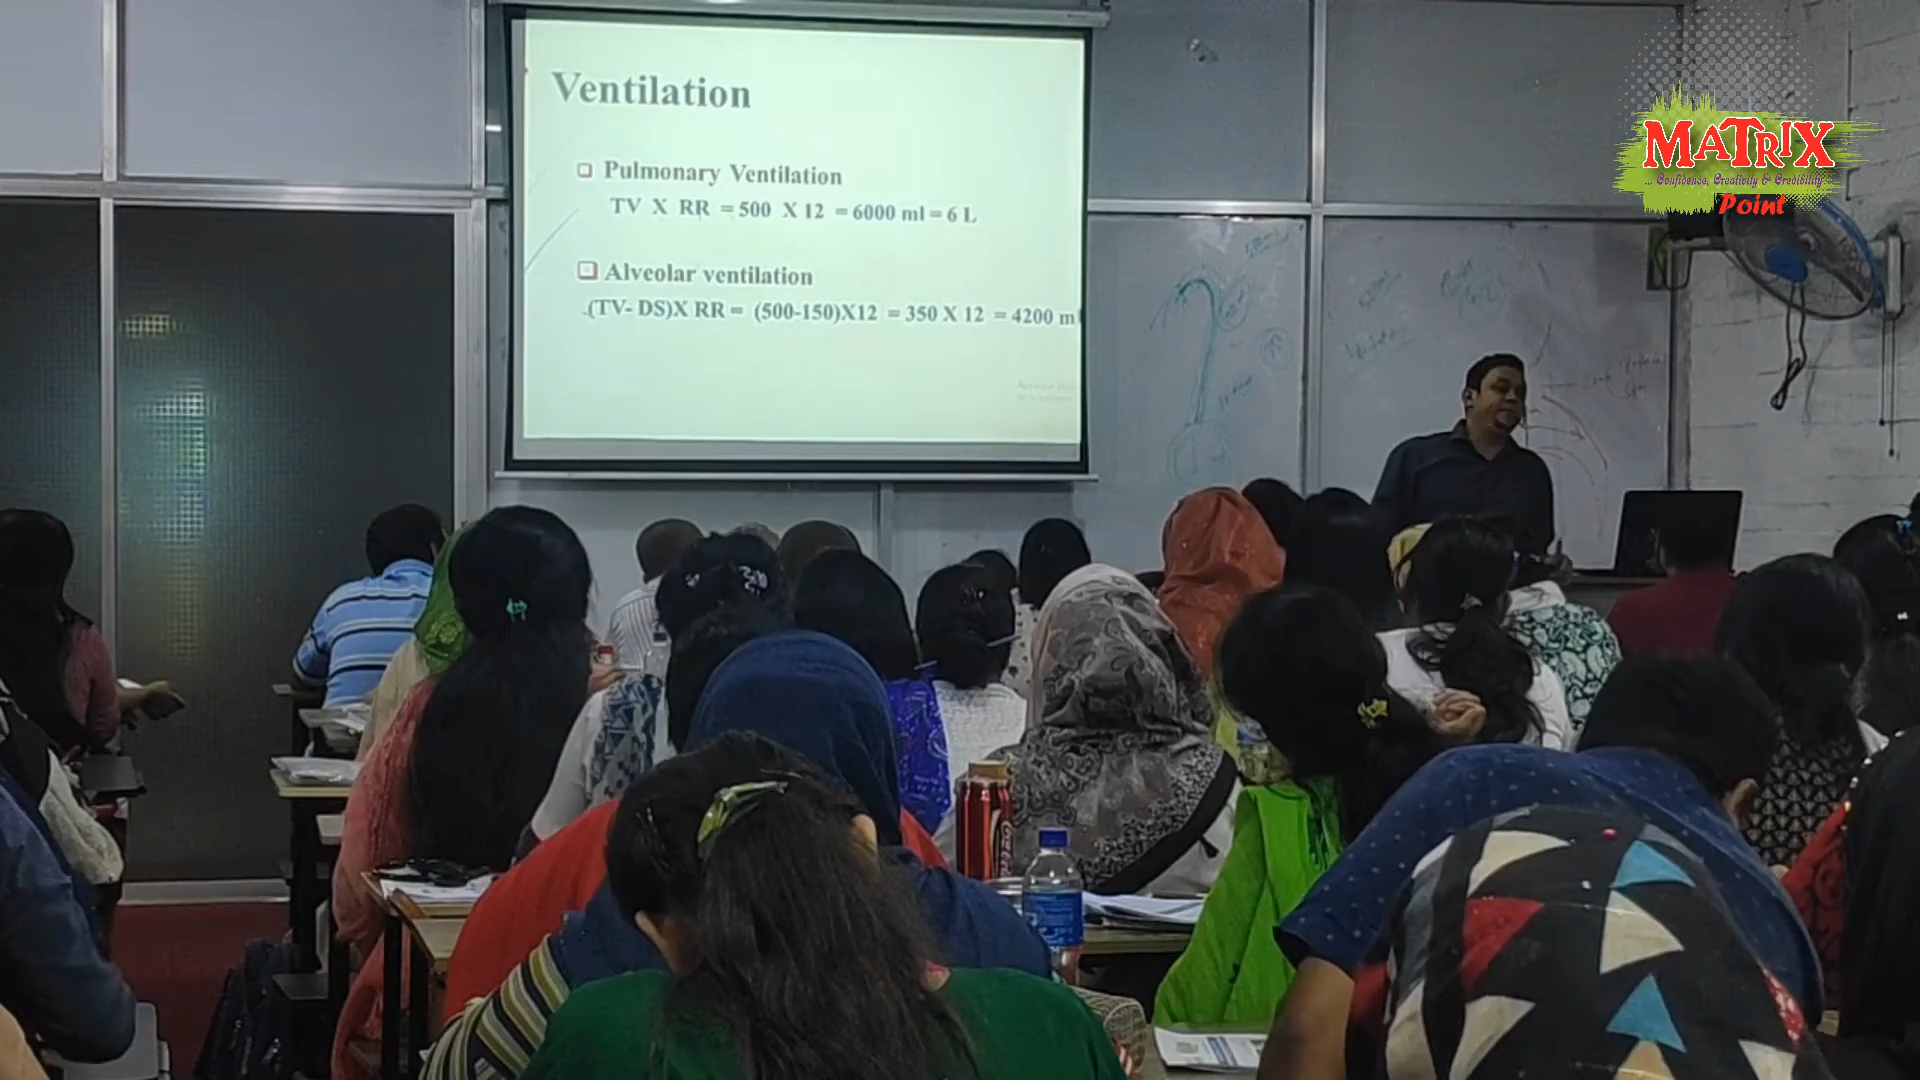 Ventilation
Pulmonary Ventilation
TV X RR = 500 X 12 = 6000 ml = 6 L
Alveolar ventilation
(TV- DS)X RR = (500-150)X12 = 350 X 12 = 4200 m
MATRIX
... Confidence, Creativity & Credibility
Point